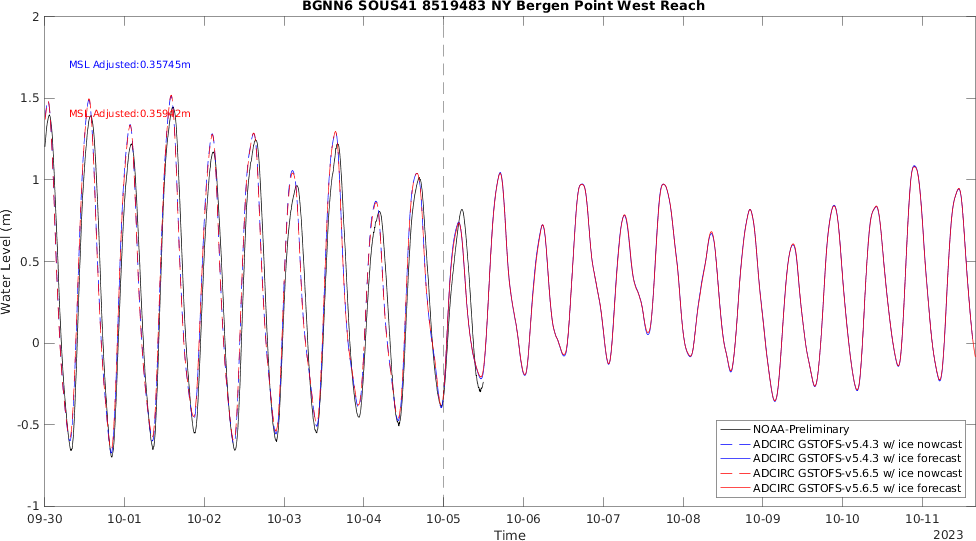 BGNN6 SOUS41 8519483 NY Bergen Point West Reach
2
1.5
1
0.5
0
-0.5
-1
Water Level (m)
MSL Adjusted:0.35745m
MSL Adjusted:0.35942m
NOAA-Preliminary
ADCIRC GSTOFS-v5.4.3 w/ ice nowcast
ADCIRC GSTOFS-v5.4.3 w/ ice forecast
ADCIRC GSTOFS-v5.6.5 w/ ice nowcast
ADCIRC GSTOFS-v5.6.5 w/ ice forecast
09-30 10-01 10-02 10-03 10-04 10-05 10-06 10-07 10-08 10-09 10-10 10-11
Time
2023